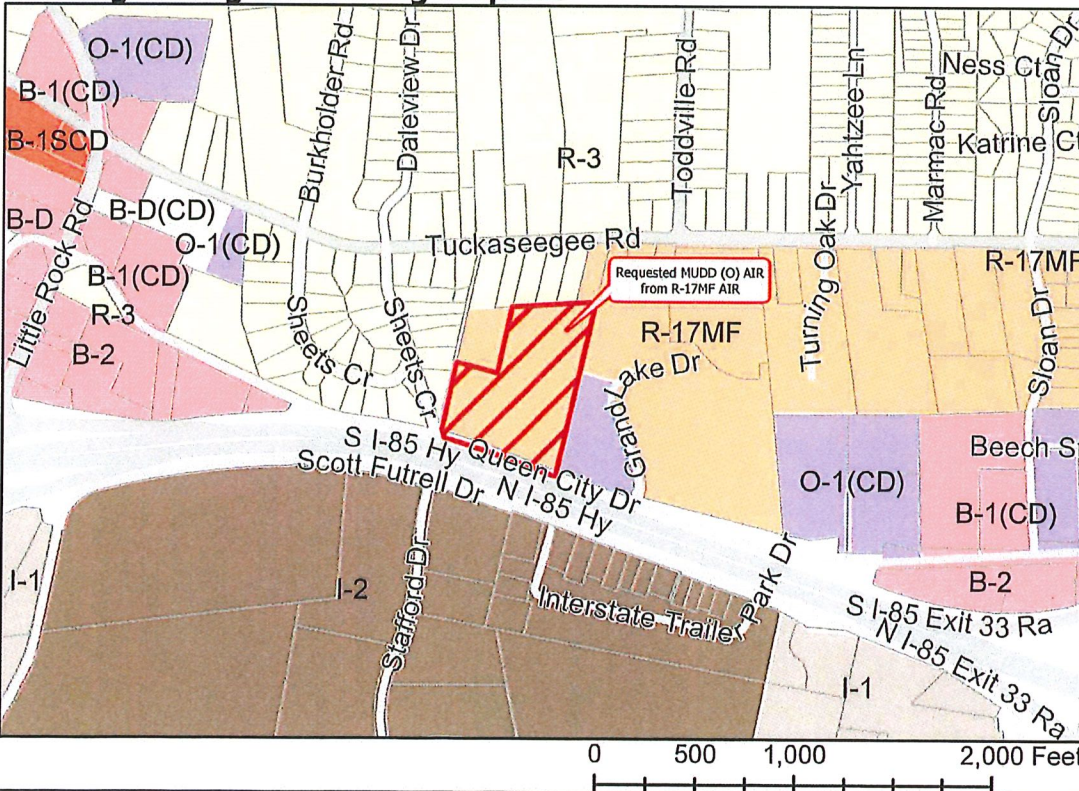 O-1(CD)
B-1(CD)
B-1SCD
B-D
B-D(CD)
O-1(CD)
B-1(CD)
R-3
B-2
Little Rock Rd
Burkholder Rd
Daleview Dr
R-3
Toddville Rd
Yahtzee Ln
Marmac Rd
Ness Ct
Sloan Dr
Katrine Ct
Tuckaseegee Rd
Turning Oak Dr
R-17MF
Requested MUDD (O) AIR
from R-17MF AIR
R-17MF
Sheets Cr
Sheets Cr
Grand Lake Dr
Sloan Dr
S I-85 Hy
Queen City Dr
Scott Futrell Dr
N I-85 Hy
O-1(CD)
Beech S
B-1(CD)
B-2
I-1
I-2
Stafford Dr
Interstate Trailer Park Dr
S I-85 Exit 33 Ra
N I-85 Exit 33 Ra
I-1
0 500 1,000 2,000 Feet